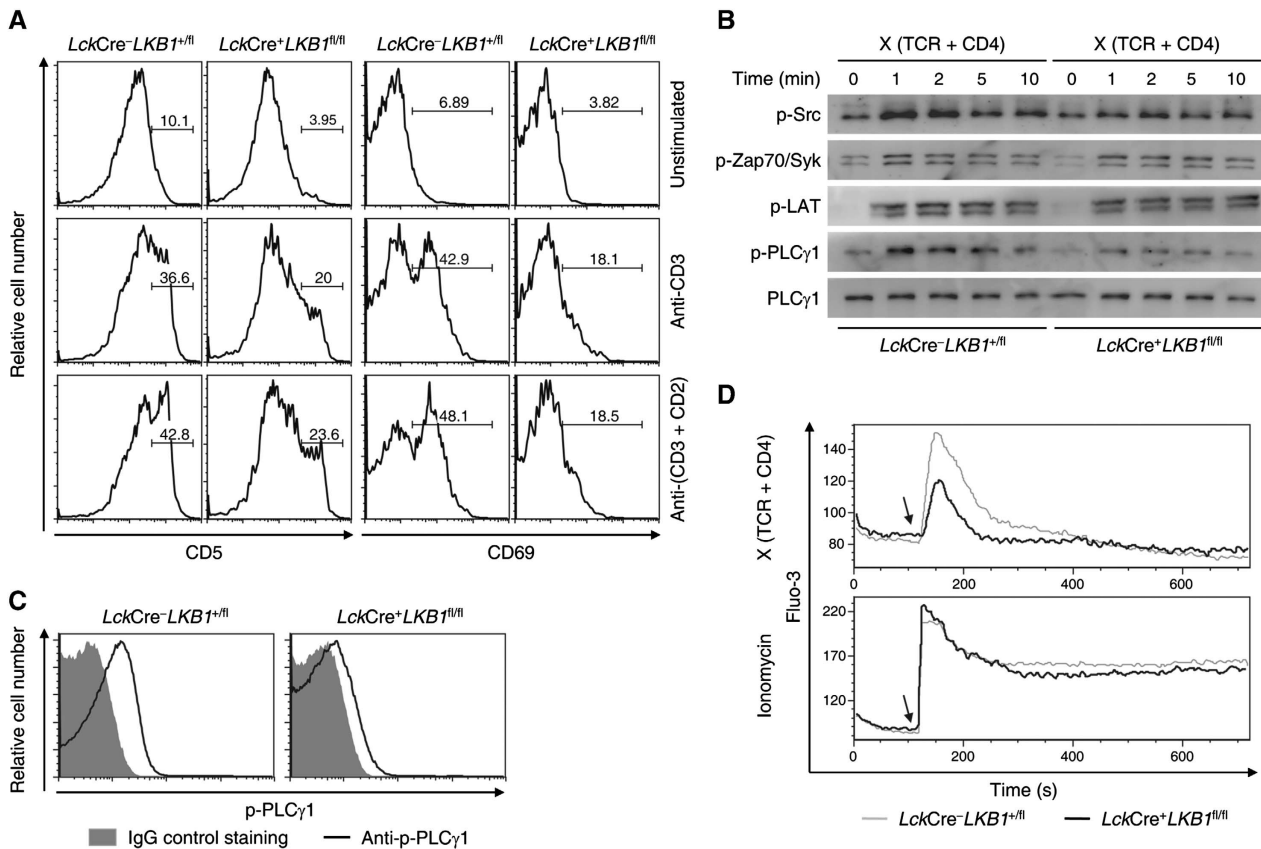 A
LckCre⁻LKB1⁺/ᶠˡ
LckCre⁺LKB1ᶠˡ/ᶠˡ
LckCre⁻LKB1⁺/ᶠˡ
LckCre⁺LKB1ᶠˡ/ᶠˡ
Relative cell number
10.1
3.95
6.89
3.82
Unstimulated
36.6
20
42.9
18.1
Anti-CD3
42.8
23.6
48.1
18.5
Anti-(CD3 + CD2)
CD5
CD69
B
X (TCR + CD4)
X (TCR + CD4)
Time (min) 0 1 2 5 10 0 1 2 5 10
p-Src
p-Zap70/Syk
p-LAT
p-PLCγ1
PLCγ1
LckCre⁻LKB1⁺/ᶠˡ
LckCre⁺LKB1ᶠˡ/ᶠˡ
C
LckCre⁻LKB1⁺/ᶠˡ
LckCre⁺LKB1ᶠˡ/ᶠˡ
Relative cell number
p-PLCγ1
IgG control staining
Anti-p-PLCγ1
D
X (TCR + CD4)
Fluo-3
140
120
100
80
0 200 400 600
Ionomycin
220
170
120
0 200 400 600
Time (s)
LckCre⁻LKB1⁺/ᶠˡ
LckCre⁺LKB1ᶠˡ/ᶠˡ